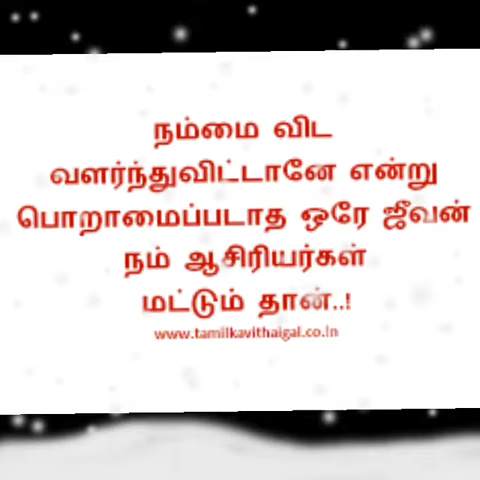 நம்மை விட
வளர்ந்துவிட்டானே என்று
பொறாமைப்படாத ஒரே ஜீவன்
நம் ஆசிரியர்கள்
மட்டும் தான்..!
www.tamilkavithaigal.co.in